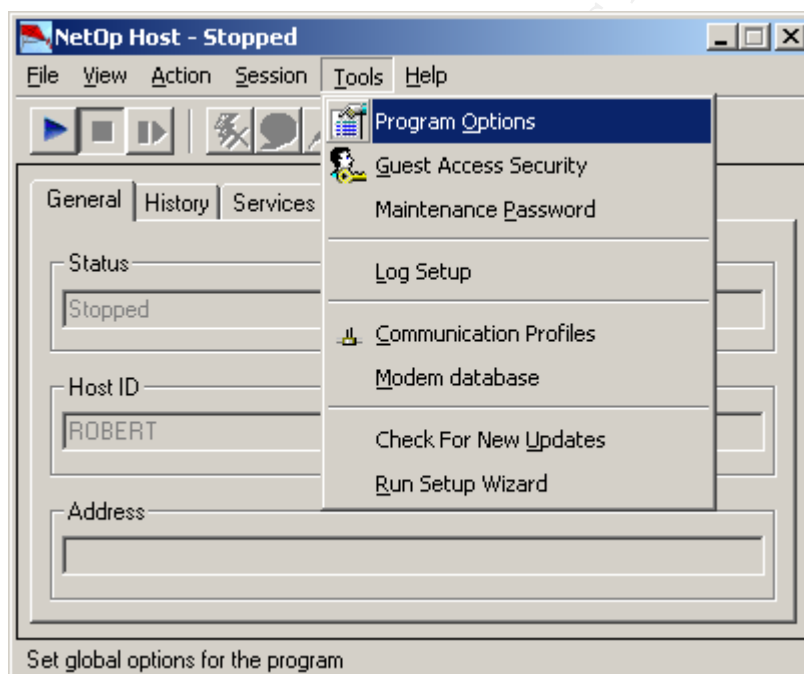 NetOp Host - Stopped
File View Action Session Tools Help
Program Options
Guest Access Security
Maintenance Password
Log Setup
Communication Profiles
Modem database
Check For New Updates
Run Setup Wizard
General History Services
Status
Stopped
Host ID
ROBERT
Address
Set global options for the program